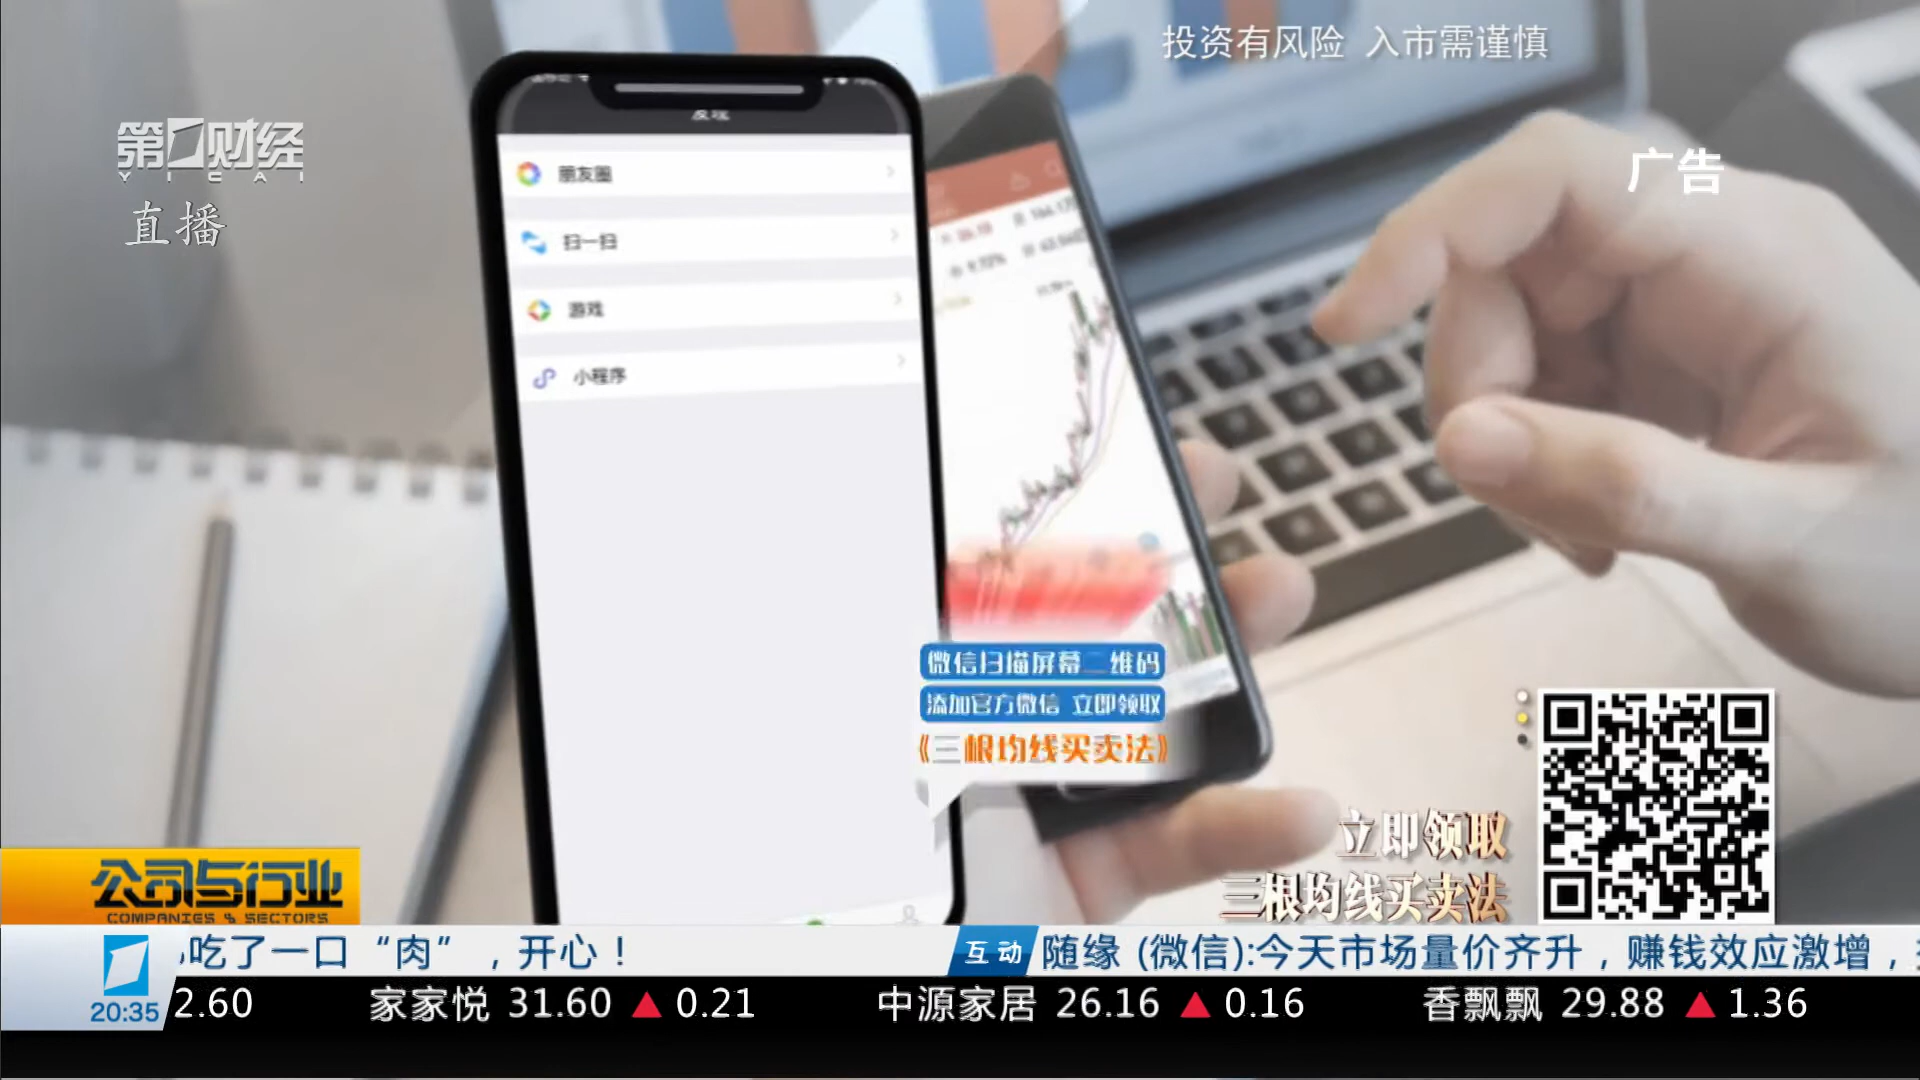 投资有风险 入市需谨慎
第一财经
YICAI
直播
广告
发现
朋友圈
扫一扫
游戏
小程序
微信扫描屏幕二维码
添加官方微信 立即领取
《三根均线买卖法》
立即领取
三根均线买卖法
公司与行业
COMPANIES & SECTORS
吃了一口“肉”，开心！
互动
随缘 (微信):今天市场量价齐升，赚钱效应激增，
20:35
2.60 家家悦 31.60 ▲ 0.21 中源家居 26.16 ▲ 0.16 香飘飘 29.88 ▲ 1.36